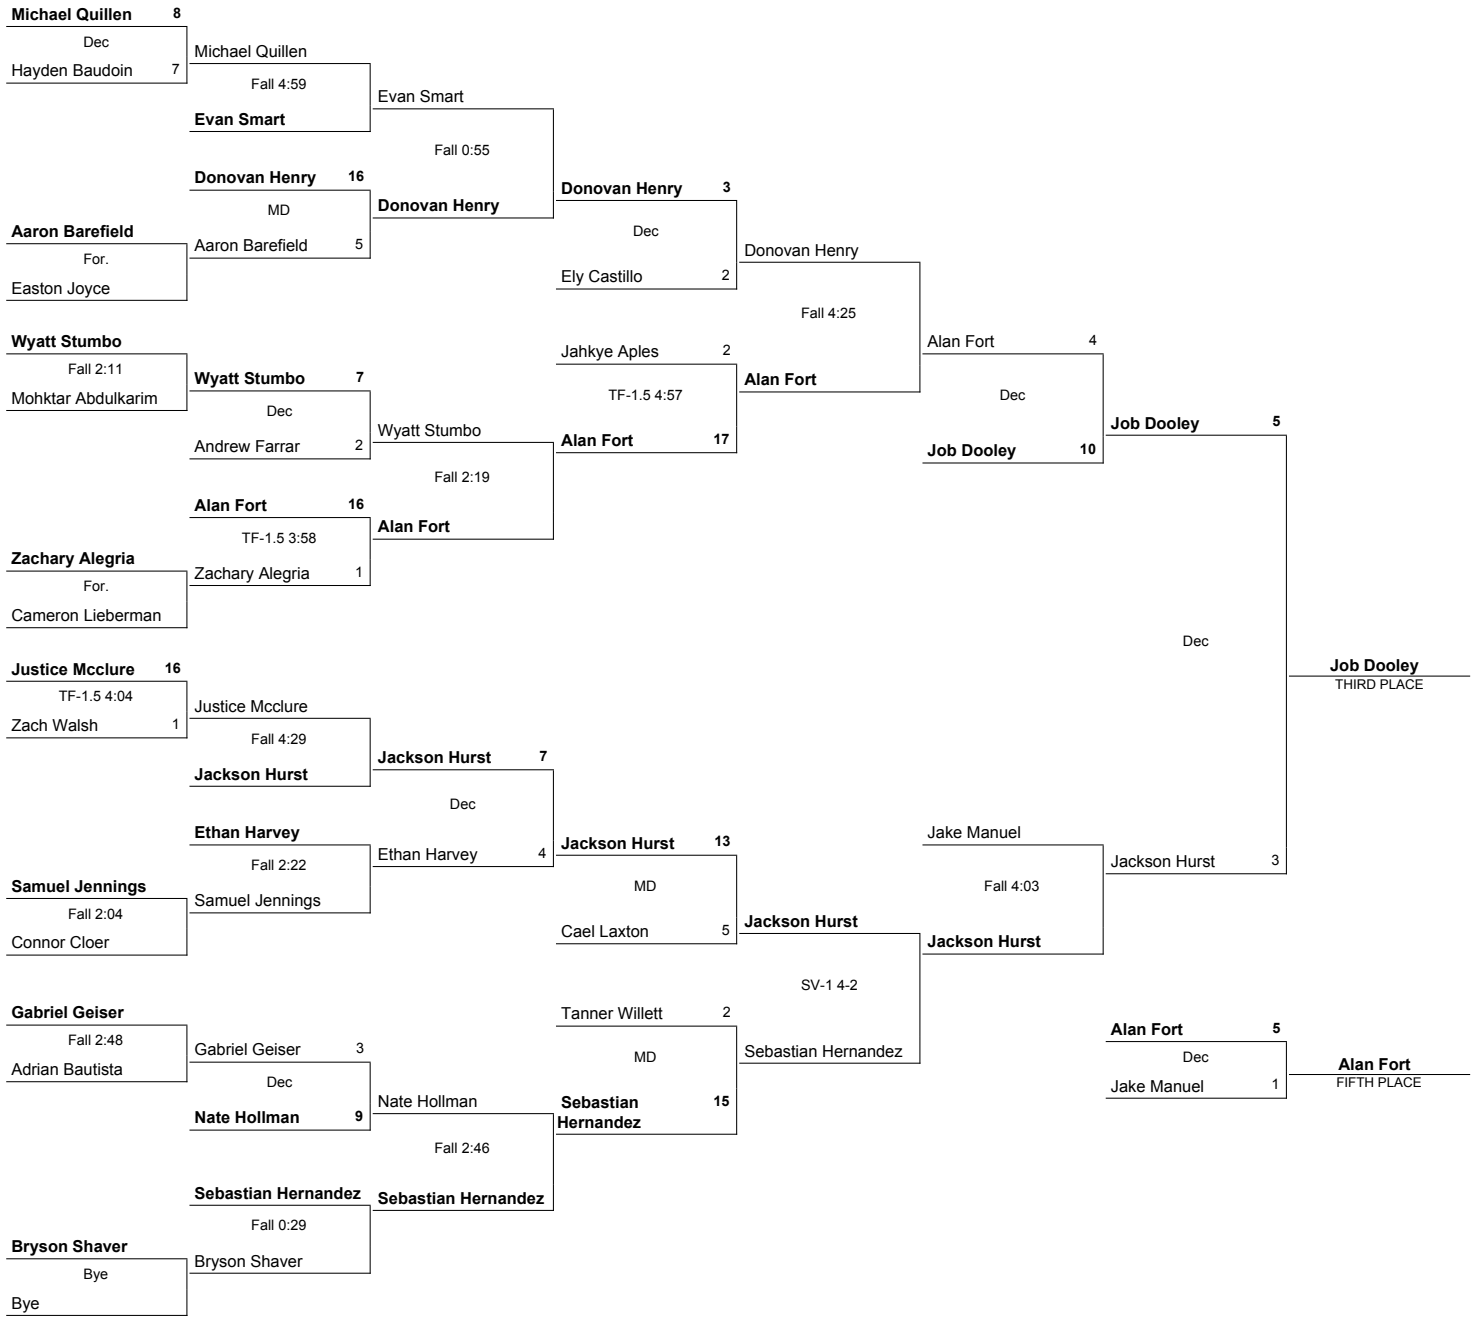 Michael Quillen 8
Dec
Hayden Baudoin 7
Michael Quillen
Fall 4:59
Evan Smart
Evan Smart
Fall 0:55
Donovan Henry 16
MD
Aaron Barefield 5
Donovan Henry
Aaron Barefield
For.
Easton Joyce
Donovan Henry 3
Dec
Ely Castillo 2
Donovan Henry
Fall 4:25
Alan Fort
Wyatt Stumbo
Fall 2:11
Mohktar Abdulkarim
Wyatt Stumbo 7
Dec
Andrew Farrar 2
Wyatt Stumbo
Fall 2:19
Alan Fort
Jahkye Aples 2
TF-1.5 4:57
Alan Fort 17
Alan Fort 4
Dec
Job Dooley 10
Job Dooley 5
Alan Fort 16
TF-1.5 3:58
Zachary Alegria 1
Zachary Alegria
For.
Cameron Lieberman
Dec
Job Dooley
THIRD PLACE
Justice Mcclure 16
TF-1.5 4:04
Zach Walsh 1
Justice Mcclure
Fall 4:29
Jackson Hurst
Jackson Hurst 7
Dec
Ethan Harvey 4
Ethan Harvey
Fall 2:22
Samuel Jennings
Samuel Jennings
Fall 2:04
Connor Cloer
Jackson Hurst 13
MD
Cael Laxton 5
Jackson Hurst
SV-1 4-2
Sebastian Hernandez
Jake Manuel
Fall 4:03
Jackson Hurst
Jackson Hurst 3
Gabriel Geiser
Fall 2:48
Adrian Bautista
Gabriel Geiser 3
Dec
Nate Hollman 9
Nate Hollman
Fall 2:46
Sebastian Hernandez
Tanner Willett 2
MD
Sebastian 15
Hernandez
Sebastian Hernandez
Fall 0:29
Bryson Shaver
Bryson Shaver
Bye
Bye
Alan Fort 5
Dec
Jake Manuel 1
Alan Fort
FIFTH PLACE